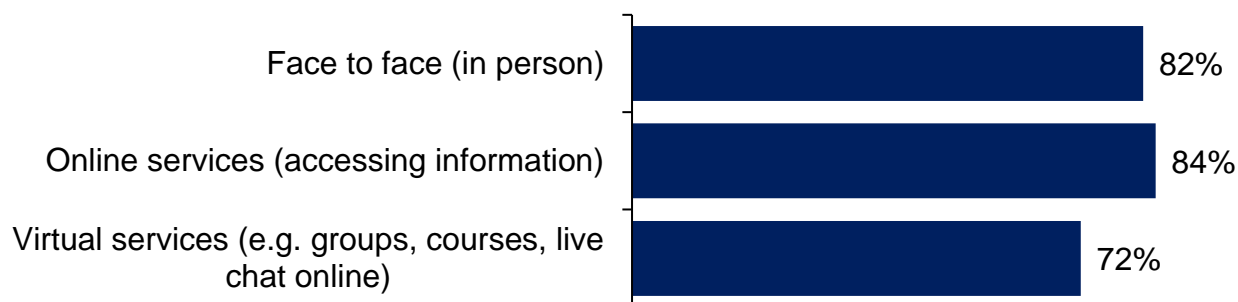 Face to face (in person)
82%
Online services (accessing information)
84%
Virtual services (e.g. groups, courses, live
chat online)
72%